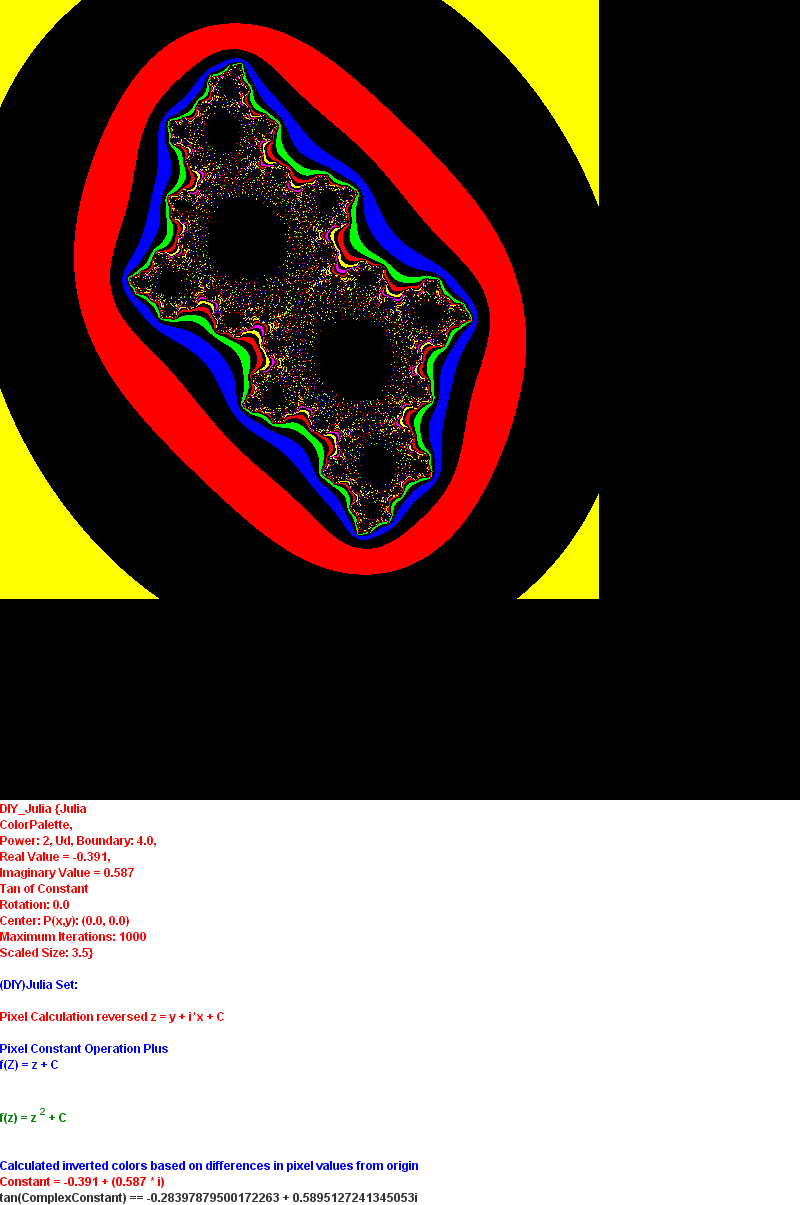 DIY_Julia {Julia
ColorPalette,
Power: 2, Ud, Boundary: 4.0,
Real Value = -0.391,
Imaginary Value = 0.587
Tan of Constant
Rotation: 0.0
Center: P(x,y): (0.0, 0.0)
Maximum Iterations: 1000
Scaled Size: 3.5}
(DIY)Julia Set:
Pixel Calculation reversed z = y + i*x + C
Pixel Constant Operation Plus
f(Z) = z + C
f(z) = z 2 + C
Calculated inverted colors based on differences in pixel values from origin
Constant = -0.391 + (0.587 * i)
tan(ComplexConstant) == -0.28397879500172263 + 0.5895127241345053i